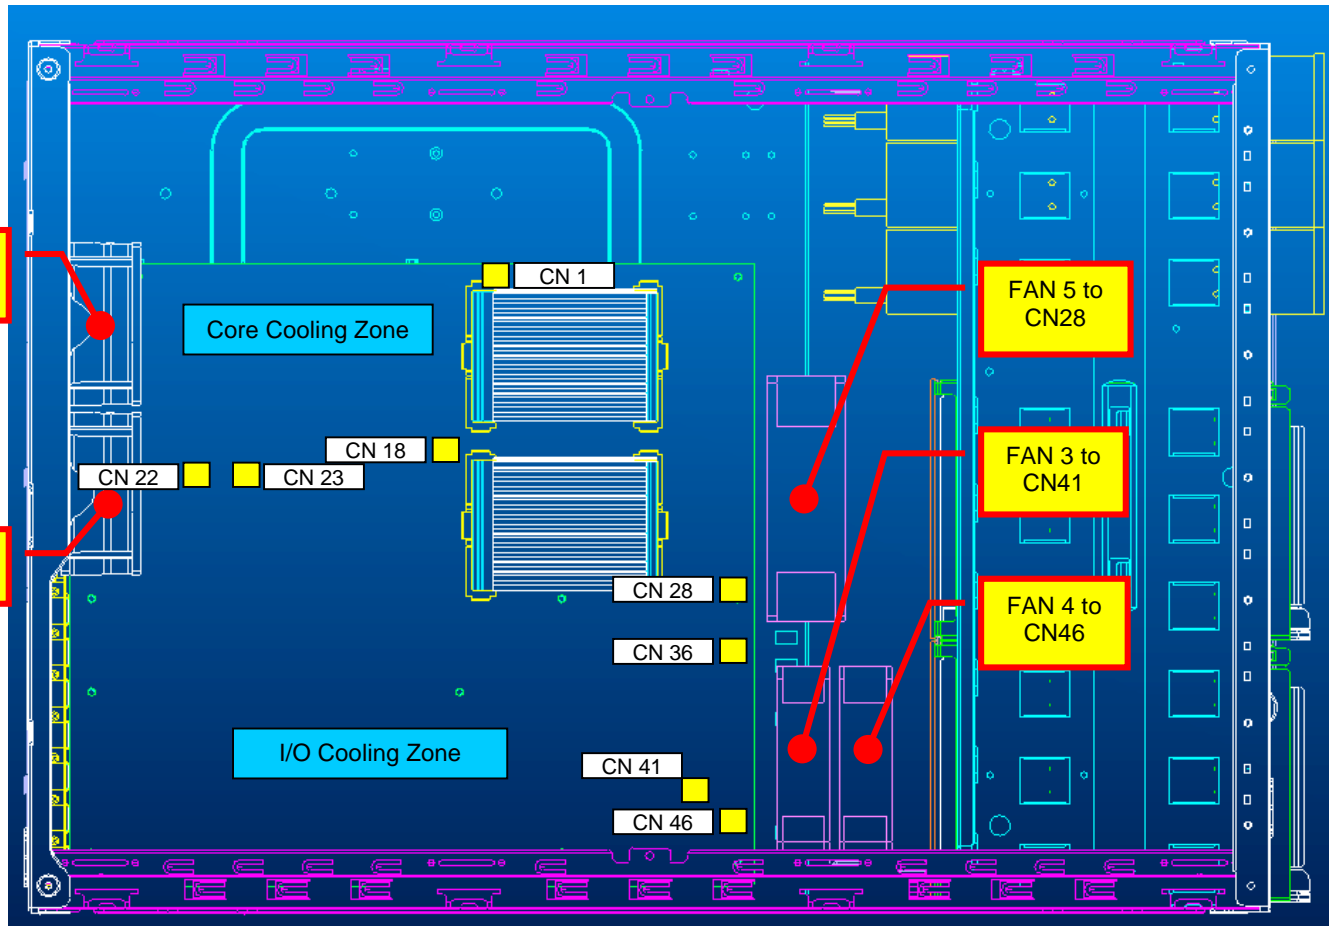 CN 1
Core Cooling Zone
FAN 5 to
CN28
CN 18
CN 22
CN 23
FAN 3 to
CN41
CN 28
FAN 4 to
CN46
CN 36
I/O Cooling Zone
CN 41
CN 46